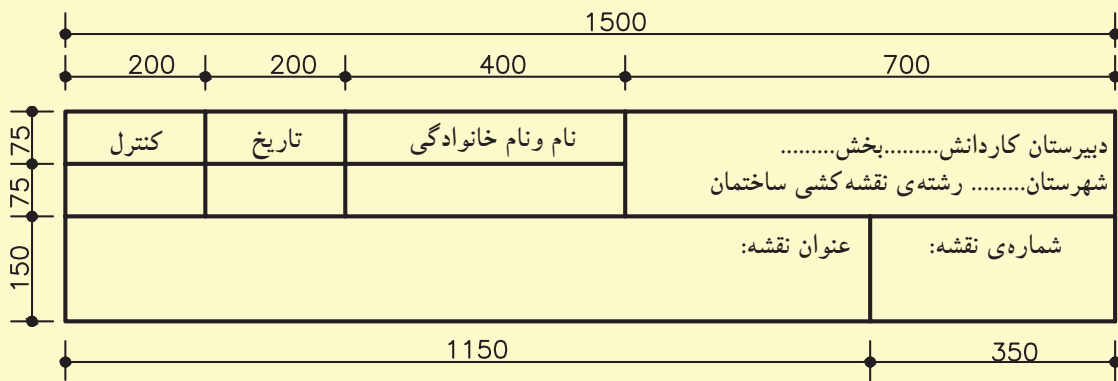 1500
200 200 400 700
75
75
150
دبیرستان کاردانش.........بخش.........
شهرستان......... رشته‌ی نقشه‌کشی ساختمان
نام ونام خانوادگی
تاریخ
کنترل
شماره‌ی نقشه:
عنوان نقشه:
1150 350